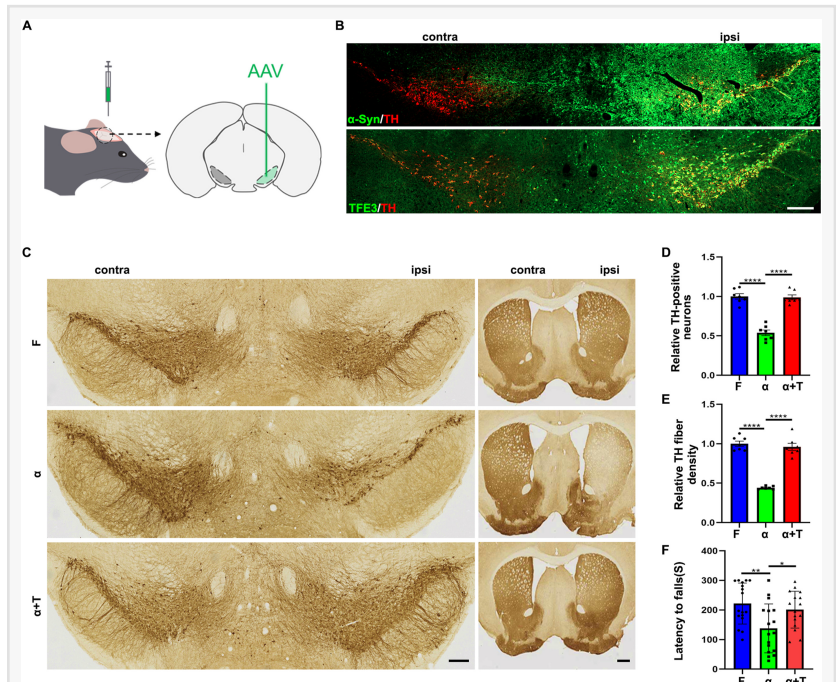 A
AAV
B
contra ipsi
α-Syn/TH
TFE3/TH
C
contra ipsi contra ipsi
F
α
α+T
D
Relative TH-positive
neurons
1.5
1.0
0.5
0.0
**** ****
F α α+T
E
Relative TH fiber
density
1.5
1.0
0.5
0.0
**** ****
F α α+T
F
Latency to falls(S)
400
300
200
100
0
** *
F α α+T